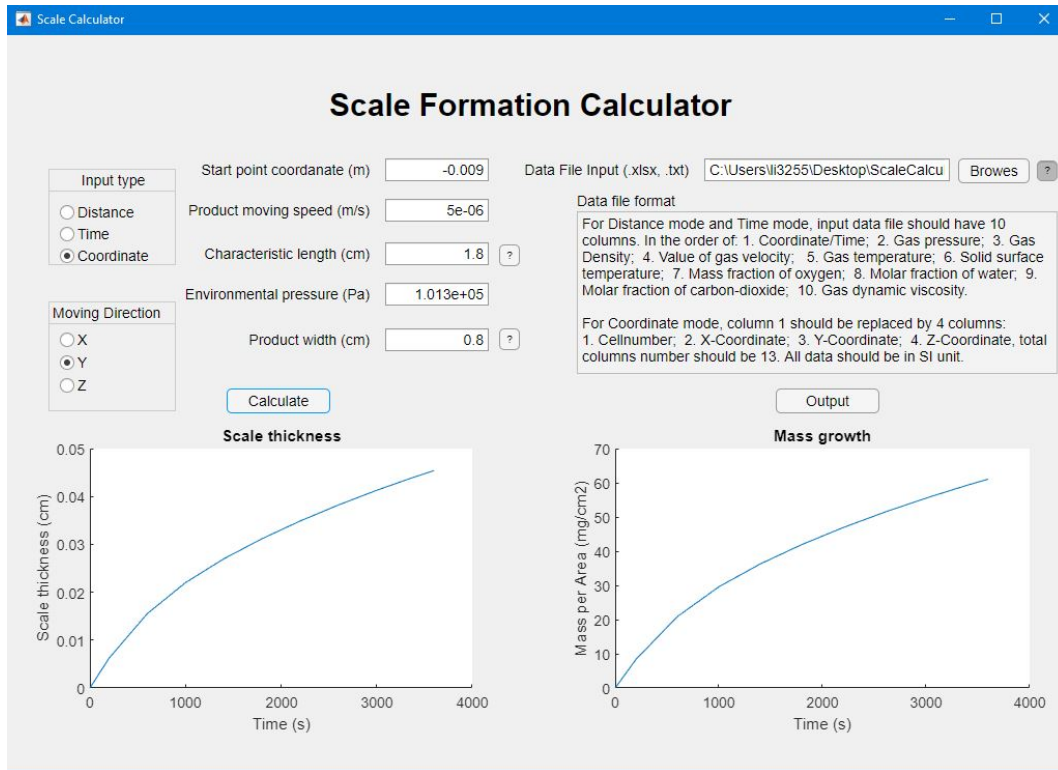 Scale Calculator
Scale Formation Calculator
Input type
Distance
Time
Coordinate
Moving Direction
X
Y
Z
Start point coordanate (m)
-0.009
Product moving speed (m/s)
5e-06
Characteristic length (cm)
1.8
?
Environmental pressure (Pa)
1.013e+05
Product width (cm)
0.8
?
Calculate
Data File Input (.xlsx, .txt)
C:\Users\li3255\Desktop\ScaleCalcu
Browes
?
Data file format
For Distance mode and Time mode, input data file should have 10
columns. In the order of: 1. Coordinate/Time; 2. Gas pressure; 3. Gas
Density; 4. Value of gas velocity; 5. Gas temperature; 6. Solid surface
temperature; 7. Mass fraction of oxygen; 8. Molar fraction of water; 9.
Molar fraction of carbon-dioxide; 10. Gas dynamic viscosity.
For Coordinate mode, column 1 should be replaced by 4 columns:
1. Cellnumber; 2. X-Coordinate; 3. Y-Coordinate; 4. Z-Coordinate, total
columns number should be 13. All data should be in SI unit.
Output
Scale thickness
0.05
0.04
0.03
0.02
0.01
0
Scale thickness (cm)
0
1000
2000
3000
4000
Time (s)
Mass growth
70
60
50
40
30
20
10
0
Mass per Area (mg/cm2)
0
1000
2000
3000
4000
Time (s)